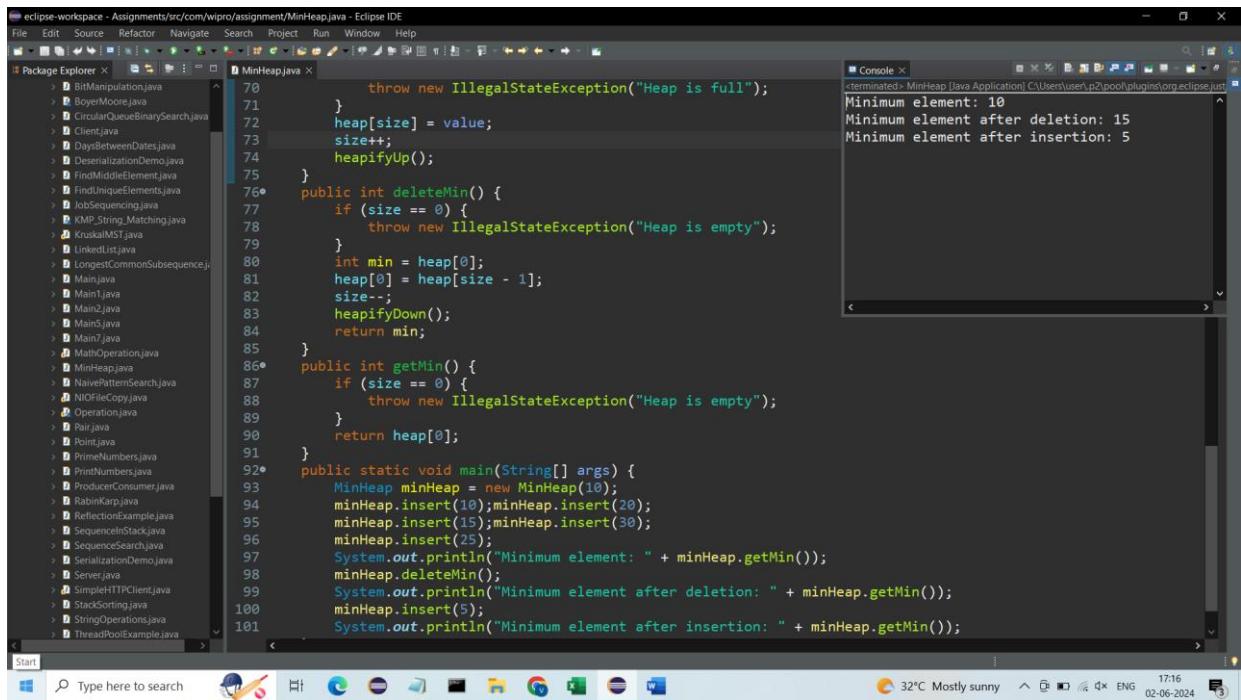 eclipse-workspace - Assignments/src/com/wipro/assignment/MinHeap.java - Eclipse IDE
File Edit Source Refactor Navigate Search Project Run Window Help
Package Explorer
BitManipulation.java
BoyerMoore.java
CircularQueueBinarySearch.java
Client.java
DaysBetweenDates.java
DeserializationDemo.java
FindMiddleElement.java
FindUniqueElements.java
JobSequencing.java
KMP_String_Matching.java
KruskalMST.java
LinkedList.java
LongestCommonSubsequence.j
Main.java
Main1.java
Main2.java
Main5.java
Main7.java
MathOperation.java
MinHeap.java
NaivePatternSearch.java
NIOFileCopy.java
Operation.java
Pair.java
Point.java
PrimeNumbers.java
PrintNumbers.java
ProducerConsumer.java
RabinKarp.java
ReflectionExample.java
SequenceInStack.java
SequenceSearch.java
SerializationDemo.java
Server.java
SimpleHTTPClient.java
StackSorting.java
StringOperations.java
ThreadPoolExample.java
MinHeap.java
70 throw new IllegalStateException("Heap is full");
71 }
72 heap[size] = value;
73 size++;
74 heapifyUp();
75 }
76 public int deleteMin() {
77 if (size == 0) {
78 throw new IllegalStateException("Heap is empty");
79 }
80 int min = heap[0];
81 heap[0] = heap[size - 1];
82 size--;
83 heapifyDown();
84 return min;
85 }
86 public int getMin() {
87 if (size == 0) {
88 throw new IllegalStateException("Heap is empty");
89 }
90 return heap[0];
91 }
92 public static void main(String[] args) {
93 MinHeap minHeap = new MinHeap(10);
94 minHeap.insert(10);minHeap.insert(20);
95 minHeap.insert(15);minHeap.insert(30);
96 minHeap.insert(25);
97 System.out.println("Minimum element: " + minHeap.getMin());
98 minHeap.deleteMin();
99 System.out.println("Minimum element after deletion: " + minHeap.getMin());
100 minHeap.insert(5);
101 System.out.println("Minimum element after insertion: " + minHeap.getMin());
Console
<terminated> MinHeap [Java Application] C:\Users\user\.p2\pool\plugins\org.eclipse.just
Minimum element: 10
Minimum element after deletion: 15
Minimum element after insertion: 5
Start
Type here to search
32°C Mostly sunny
ENG
17:16
02-06-2024
3